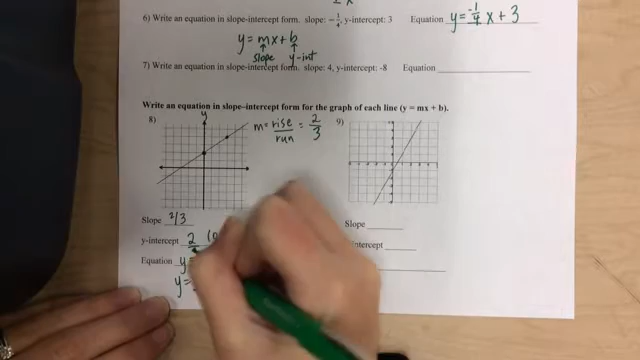 6) Write an equation in slope-intercept form. slope: -1/4, y-intercept: 3 Equation y = -1/4 x + 3
y = mx + b
slope y-int
7) Write an equation in slope-intercept form. slope: 4, y-intercept: -8 Equation
Write an equation in slope-intercept form for the graph of each line (y = mx + b).
8) y m = rise/run = 2/3 9)
Slope 2/3 Slope
y-intercept 2 (0 intercept
Equation y
y =